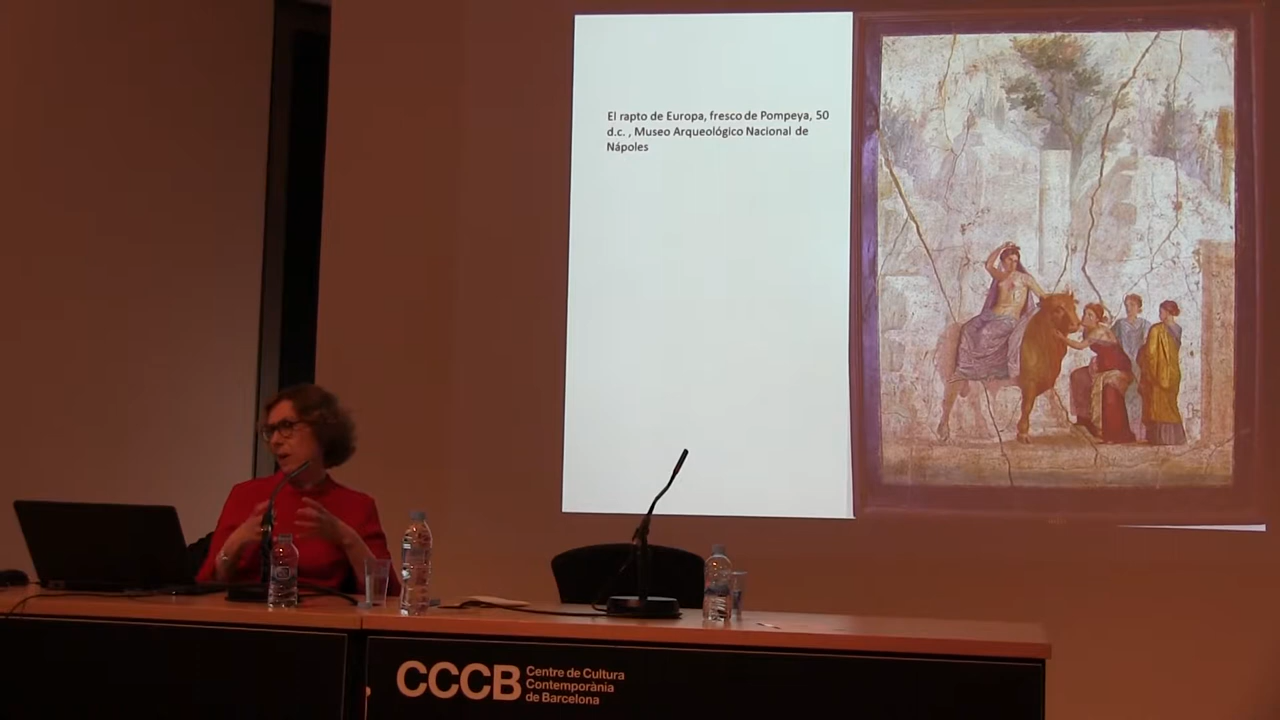 El rapto de Europa, fresco de Pompeya, 50
d.c. , Museo Arqueológico Nacional de
Nápoles
CCCB
Centre de Cultura
Contemporània
de Barcelona